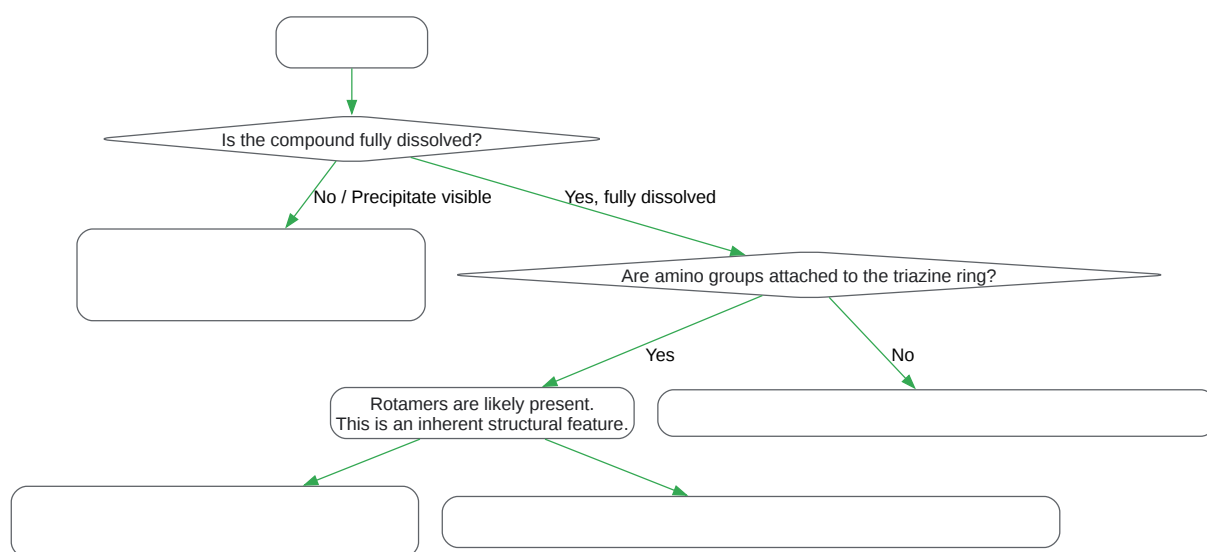 Is the compound fully dissolved?
No / Precipitate visible
Yes, fully dissolved
Are amino groups attached to the triazine ring?
Yes
No
Rotamers are likely present.
This is an inherent structural feature.